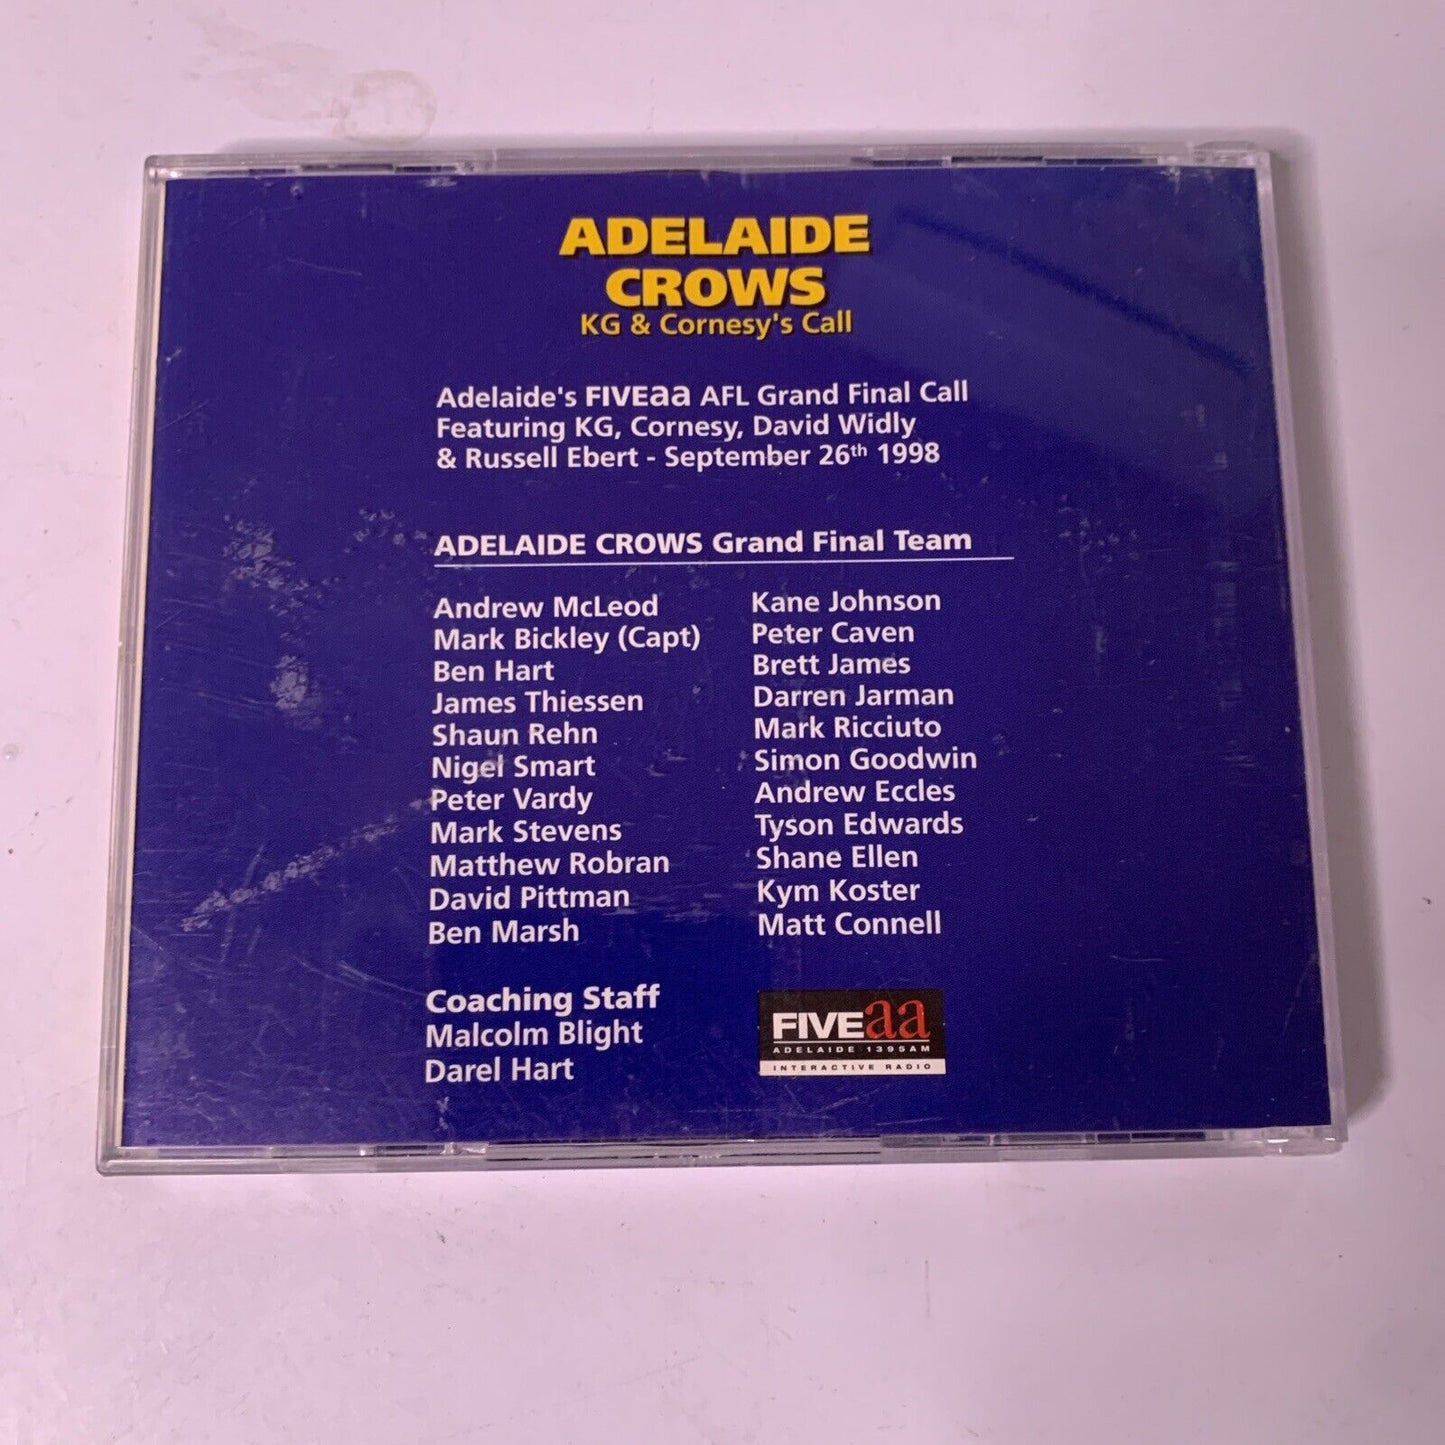 ADELAIDE
CROWS
KG & Cornesy's Call
Adelaide's FIVEaa AFL Grand Final Call
Featuring KG, Cornesy, David Widly
& Russell Ebert - September 26th 1998
ADELAIDE CROWS Grand Final Team
Andrew McLeod
Mark Bickley (Capt)
Ben Hart
James Thiessen
Shaun Rehn
Nigel Smart
Peter Vardy
Mark Stevens
Matthew Robran
David Pittman
Ben Marsh
Kane Johnson
Peter Caven
Brett James
Darren Jarman
Mark Ricciuto
Simon Goodwin
Andrew Eccles
Tyson Edwards
Shane Ellen
Kym Koster
Matt Connell
Coaching Staff
Malcolm Blight
Darel Hart
FIVEaa
ADELAIDE 1395AM
INTERACTIVE RADIO